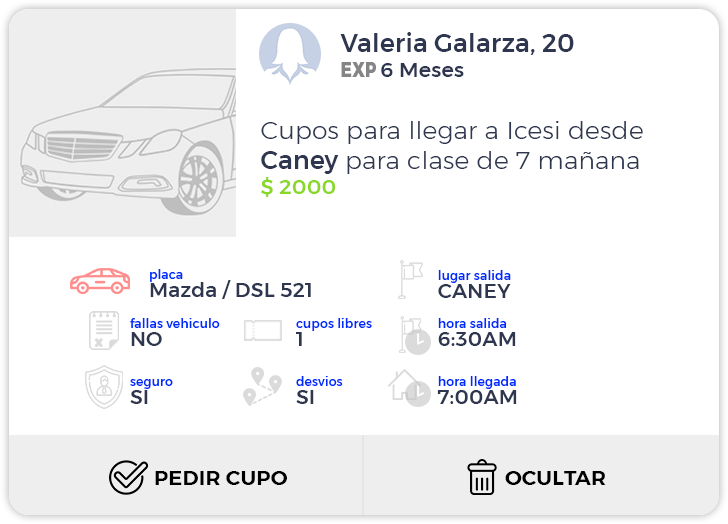 Valeria Galarza, 20
EXP 6 Meses
Cupos para llegar a Icesi desde
Caney para clase de 7 mañana
$ 2000
placa
Mazda / DSL 521
lugar salida
CANEY
fallas vehiculo
NO
cupos libres
1
hora salida
6:30AM
seguro
SI
desvios
SI
hora llegada
7:00AM
PEDIR CUPO
OCULTAR